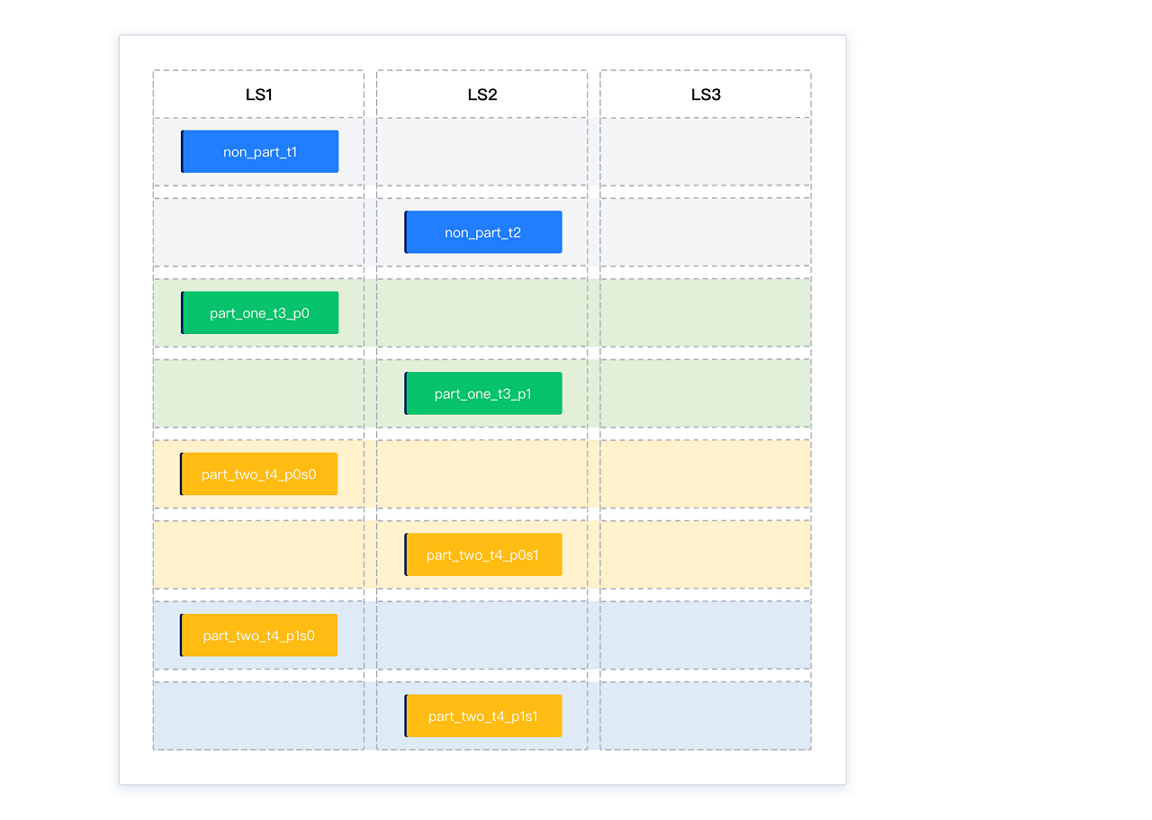 LS1 LS2 LS3
non_part_t1
non_part_t2
part_one_t3_p0
part_one_t3_p1
part_two_t4_p0s0
part_two_t4_p0s1
part_two_t4_p1s0
part_two_t4_p1s1